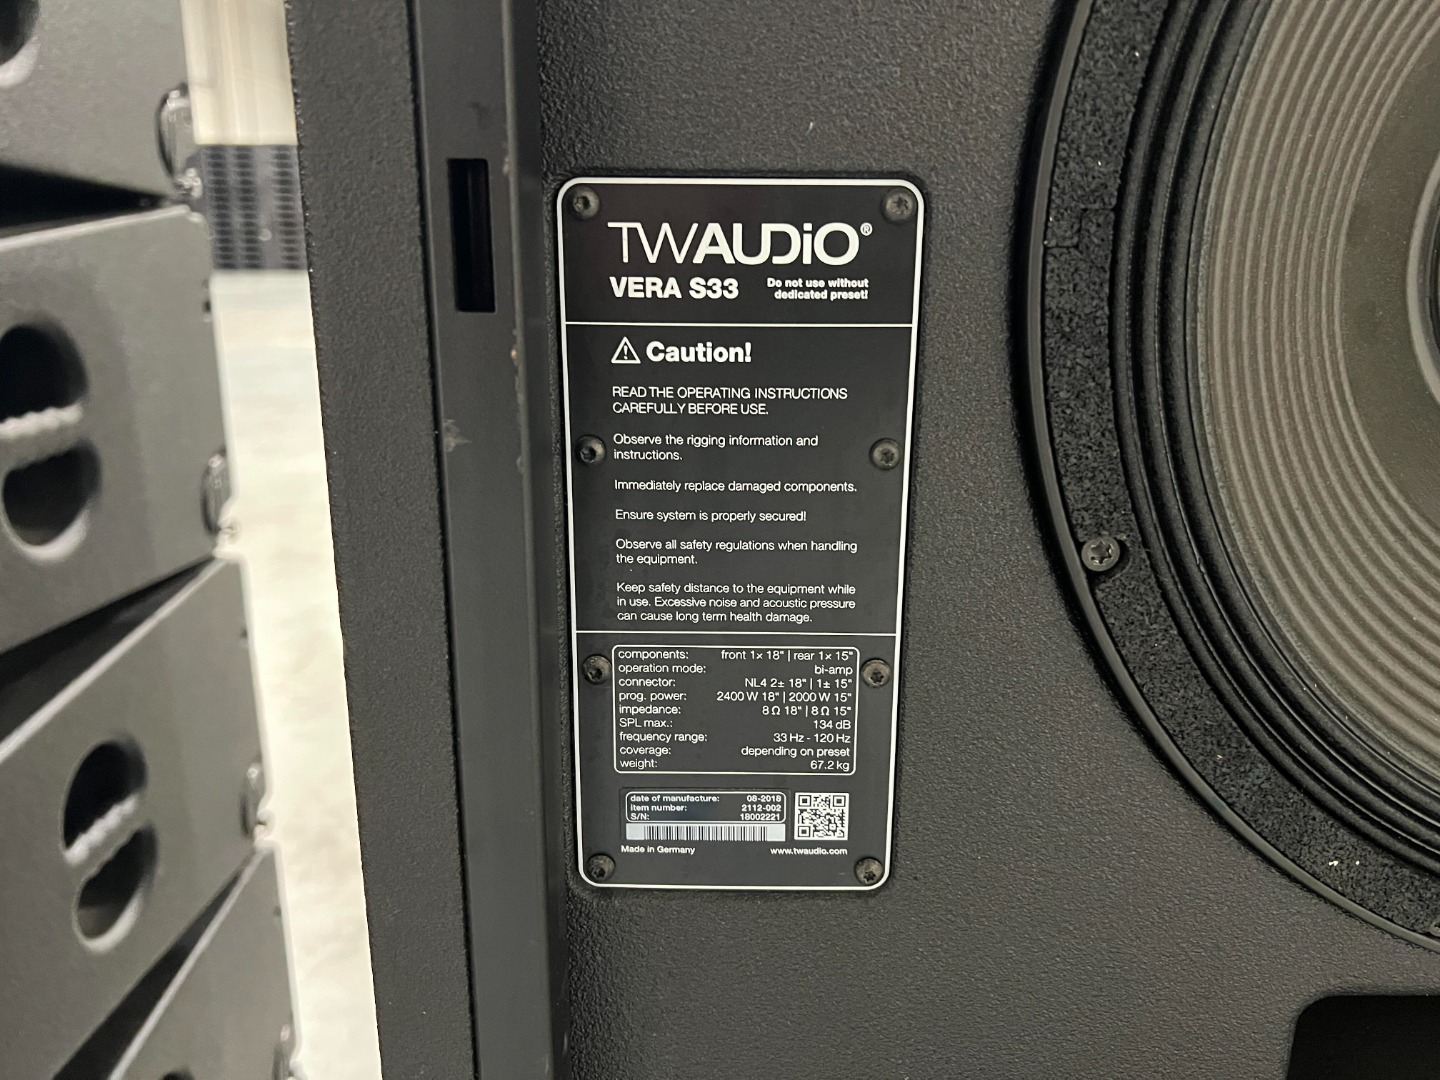 TWAUDiO®
VERA S33
Do not use without
dedicated preset!
Caution!
READ THE OPERATING INSTRUCTIONS
CAREFULLY BEFORE USE.
Observe the rigging information and
instructions.
Immediately replace damaged components.
Ensure system is properly secured!
Observe all safety regulations when handling
the equipment.
Keep safety distance to the equipment while
in use. Excessive noise and acoustic pressure
can cause long term health damage.
components: front 1× 18" | rear 1× 15"
operation mode: bi-amp
connector: NL4 2± 18" | 1± 15"
prog. power: 2400 W 18" | 2000 W 15"
impedance: 8 Ω 18" | 8 Ω 15"
SPL max.: 134 dB
frequency range: 33 Hz - 120 Hz
coverage: depending on preset
weight: 67.2 kg
date of manufacture: 08-2018
item number: 2112-002
S/N: 18002221
Made in Germany www.twaudio.com